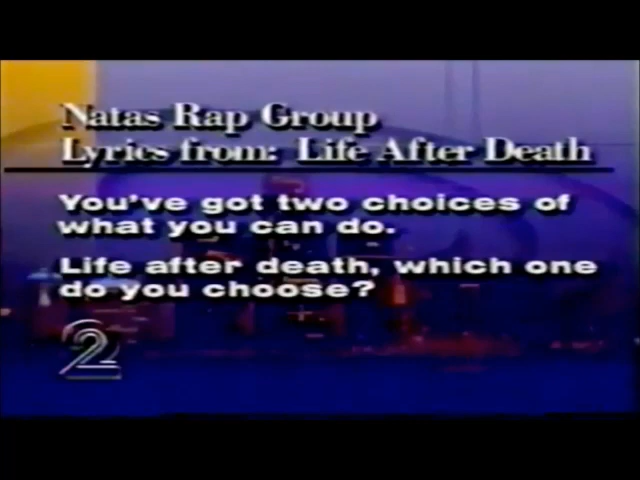 Natas Rap Group
Lyrics from: Life After Death
You've got two choices of
what you can do.
Life after death, which one
do you choose?
2